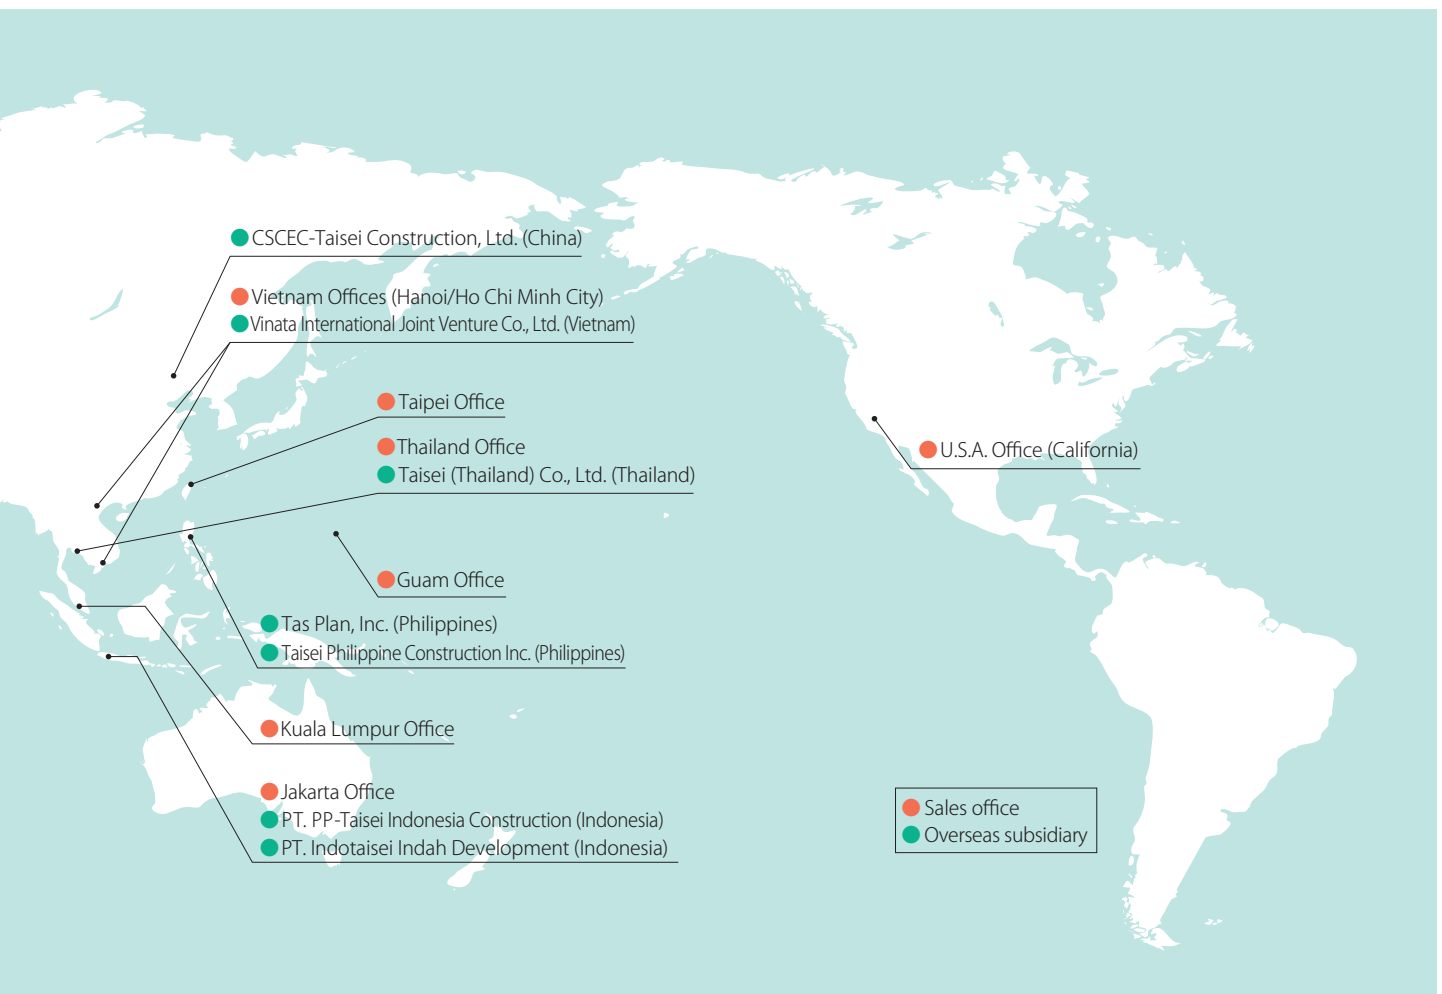 CSCEC-Taisei Construction, Ltd. (China)
Vietnam Offices (Hanoi/Ho Chi Minh City)
Vinata International Joint Venture Co., Ltd. (Vietnam)
Taipei Office
Thailand Office
Taisei (Thailand) Co., Ltd. (Thailand)
U.S.A. Office (California)
Guam Office
Tas Plan, Inc. (Philippines)
Taisei Philippine Construction Inc. (Philippines)
Kuala Lumpur Office
Jakarta Office
PT. PP-Taisei Indonesia Construction (Indonesia)
PT. Indotaisei Indah Development (Indonesia)
Sales office
Overseas subsidiary